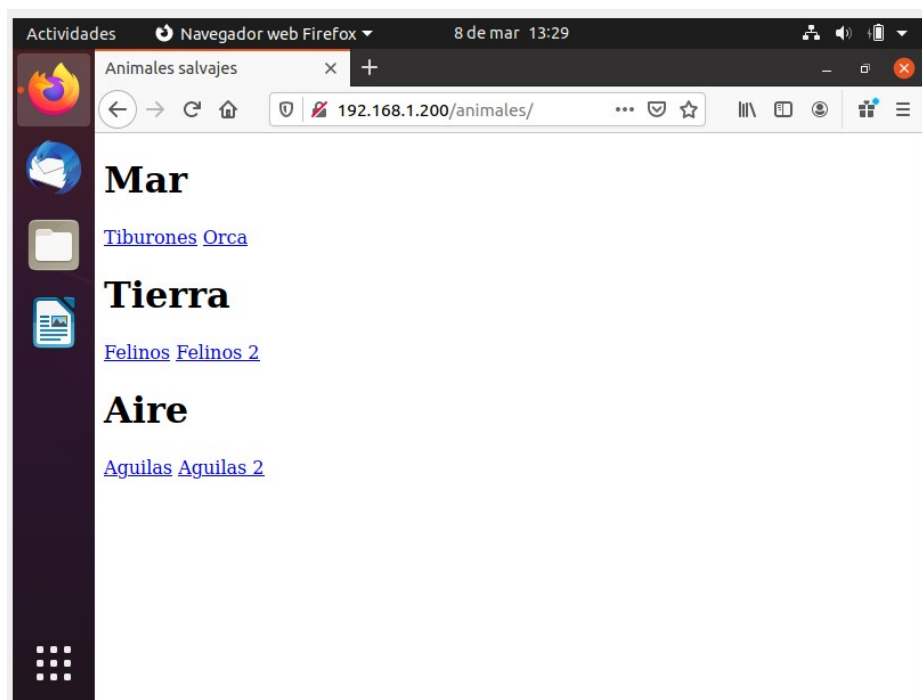 Actividades Navegador web Firefox 8 de mar 13:29
Animales salvajes
192.168.1.200/animales/
Mar
Tiburones Orca
Tierra
Felinos Felinos 2
Aire
Aguilas Aguilas 2